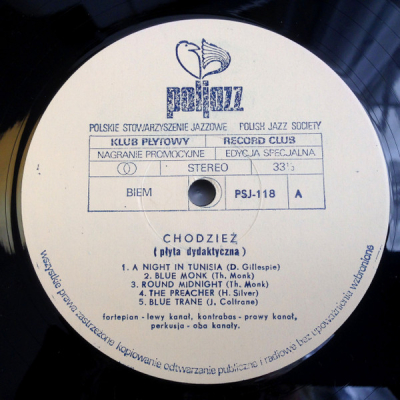 poljazz
POLSKIE STOWARZYSZENIE JAZZOWE POLISH JAZZ SOCIETY
KLUB PŁYTOWY RECORD CLUB
NAGRANIE PROMOCYJNE EDYCJA SPECJALNA
STEREO 33 1/3
BIEM PSJ-118 A
CHODZIEŻ
(płyta dydaktyczna)
1. A NIGHT IN TUNISIA (D. Gillespie)
2. BLUE MONK (Th. Monk)
3. ROUND MIDNIGHT (Th. Monk)
4. THE PREACHER (H. Silver)
5. BLUE TRANE (J. Coltrane)
fortepian - lewy kanał, kontrabas - prawy kanał,
perkusja - oba kanały.
wszystkie prawa zastrzeżone kopiowanie odtwarzanie publiczne i radiowe bez upoważnienia wzbronione